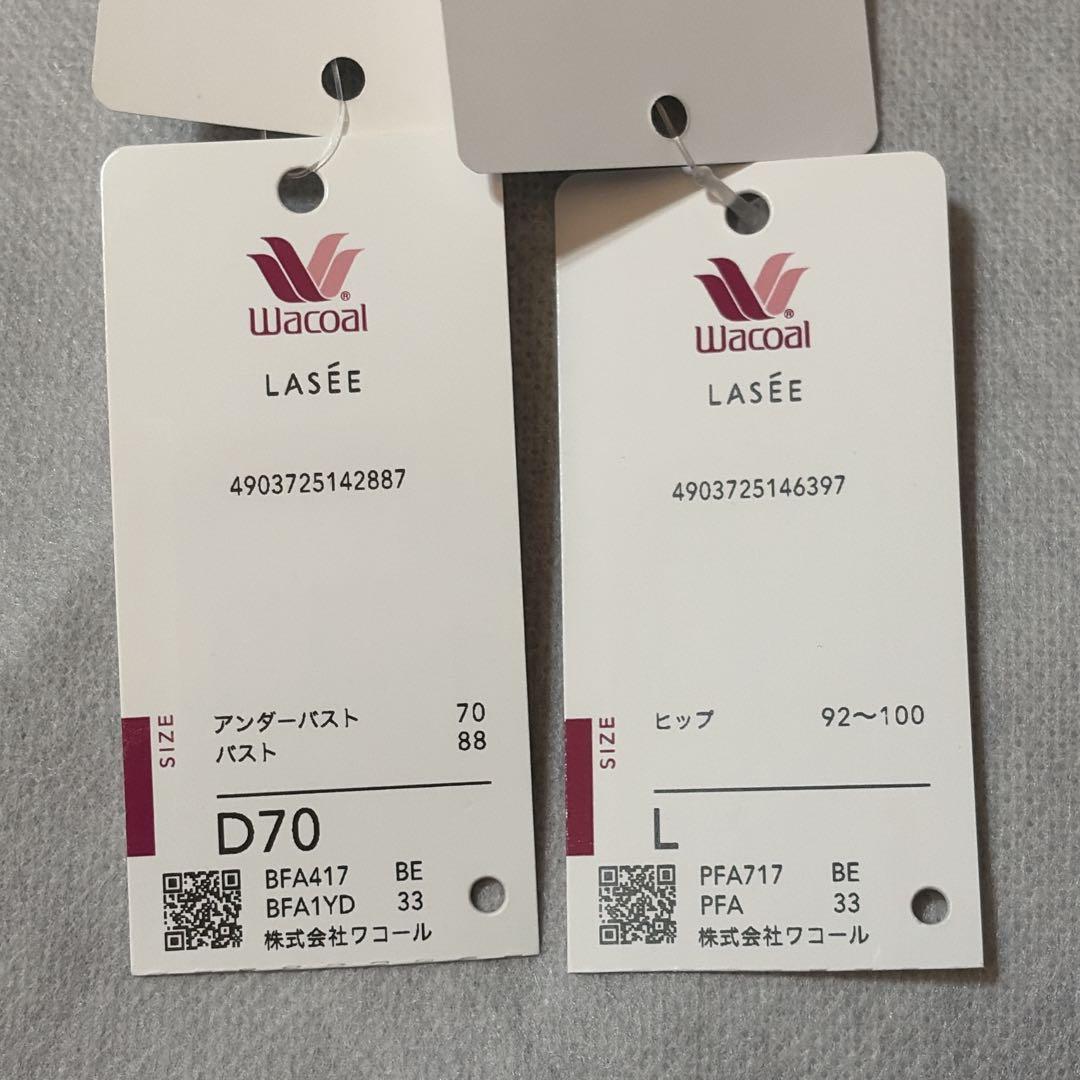 Wacoal®
LASÉE
4903725142887
SIZE
アンダーバスト 70
バスト 88
D70
BFA417 BE
BFA1YD 33
株式会社ワコール
Wacoal®
LASÉE
4903725146397
SIZE
ヒップ 92〜100
L
PFA717 BE
PFA 33
株式会社ワコール